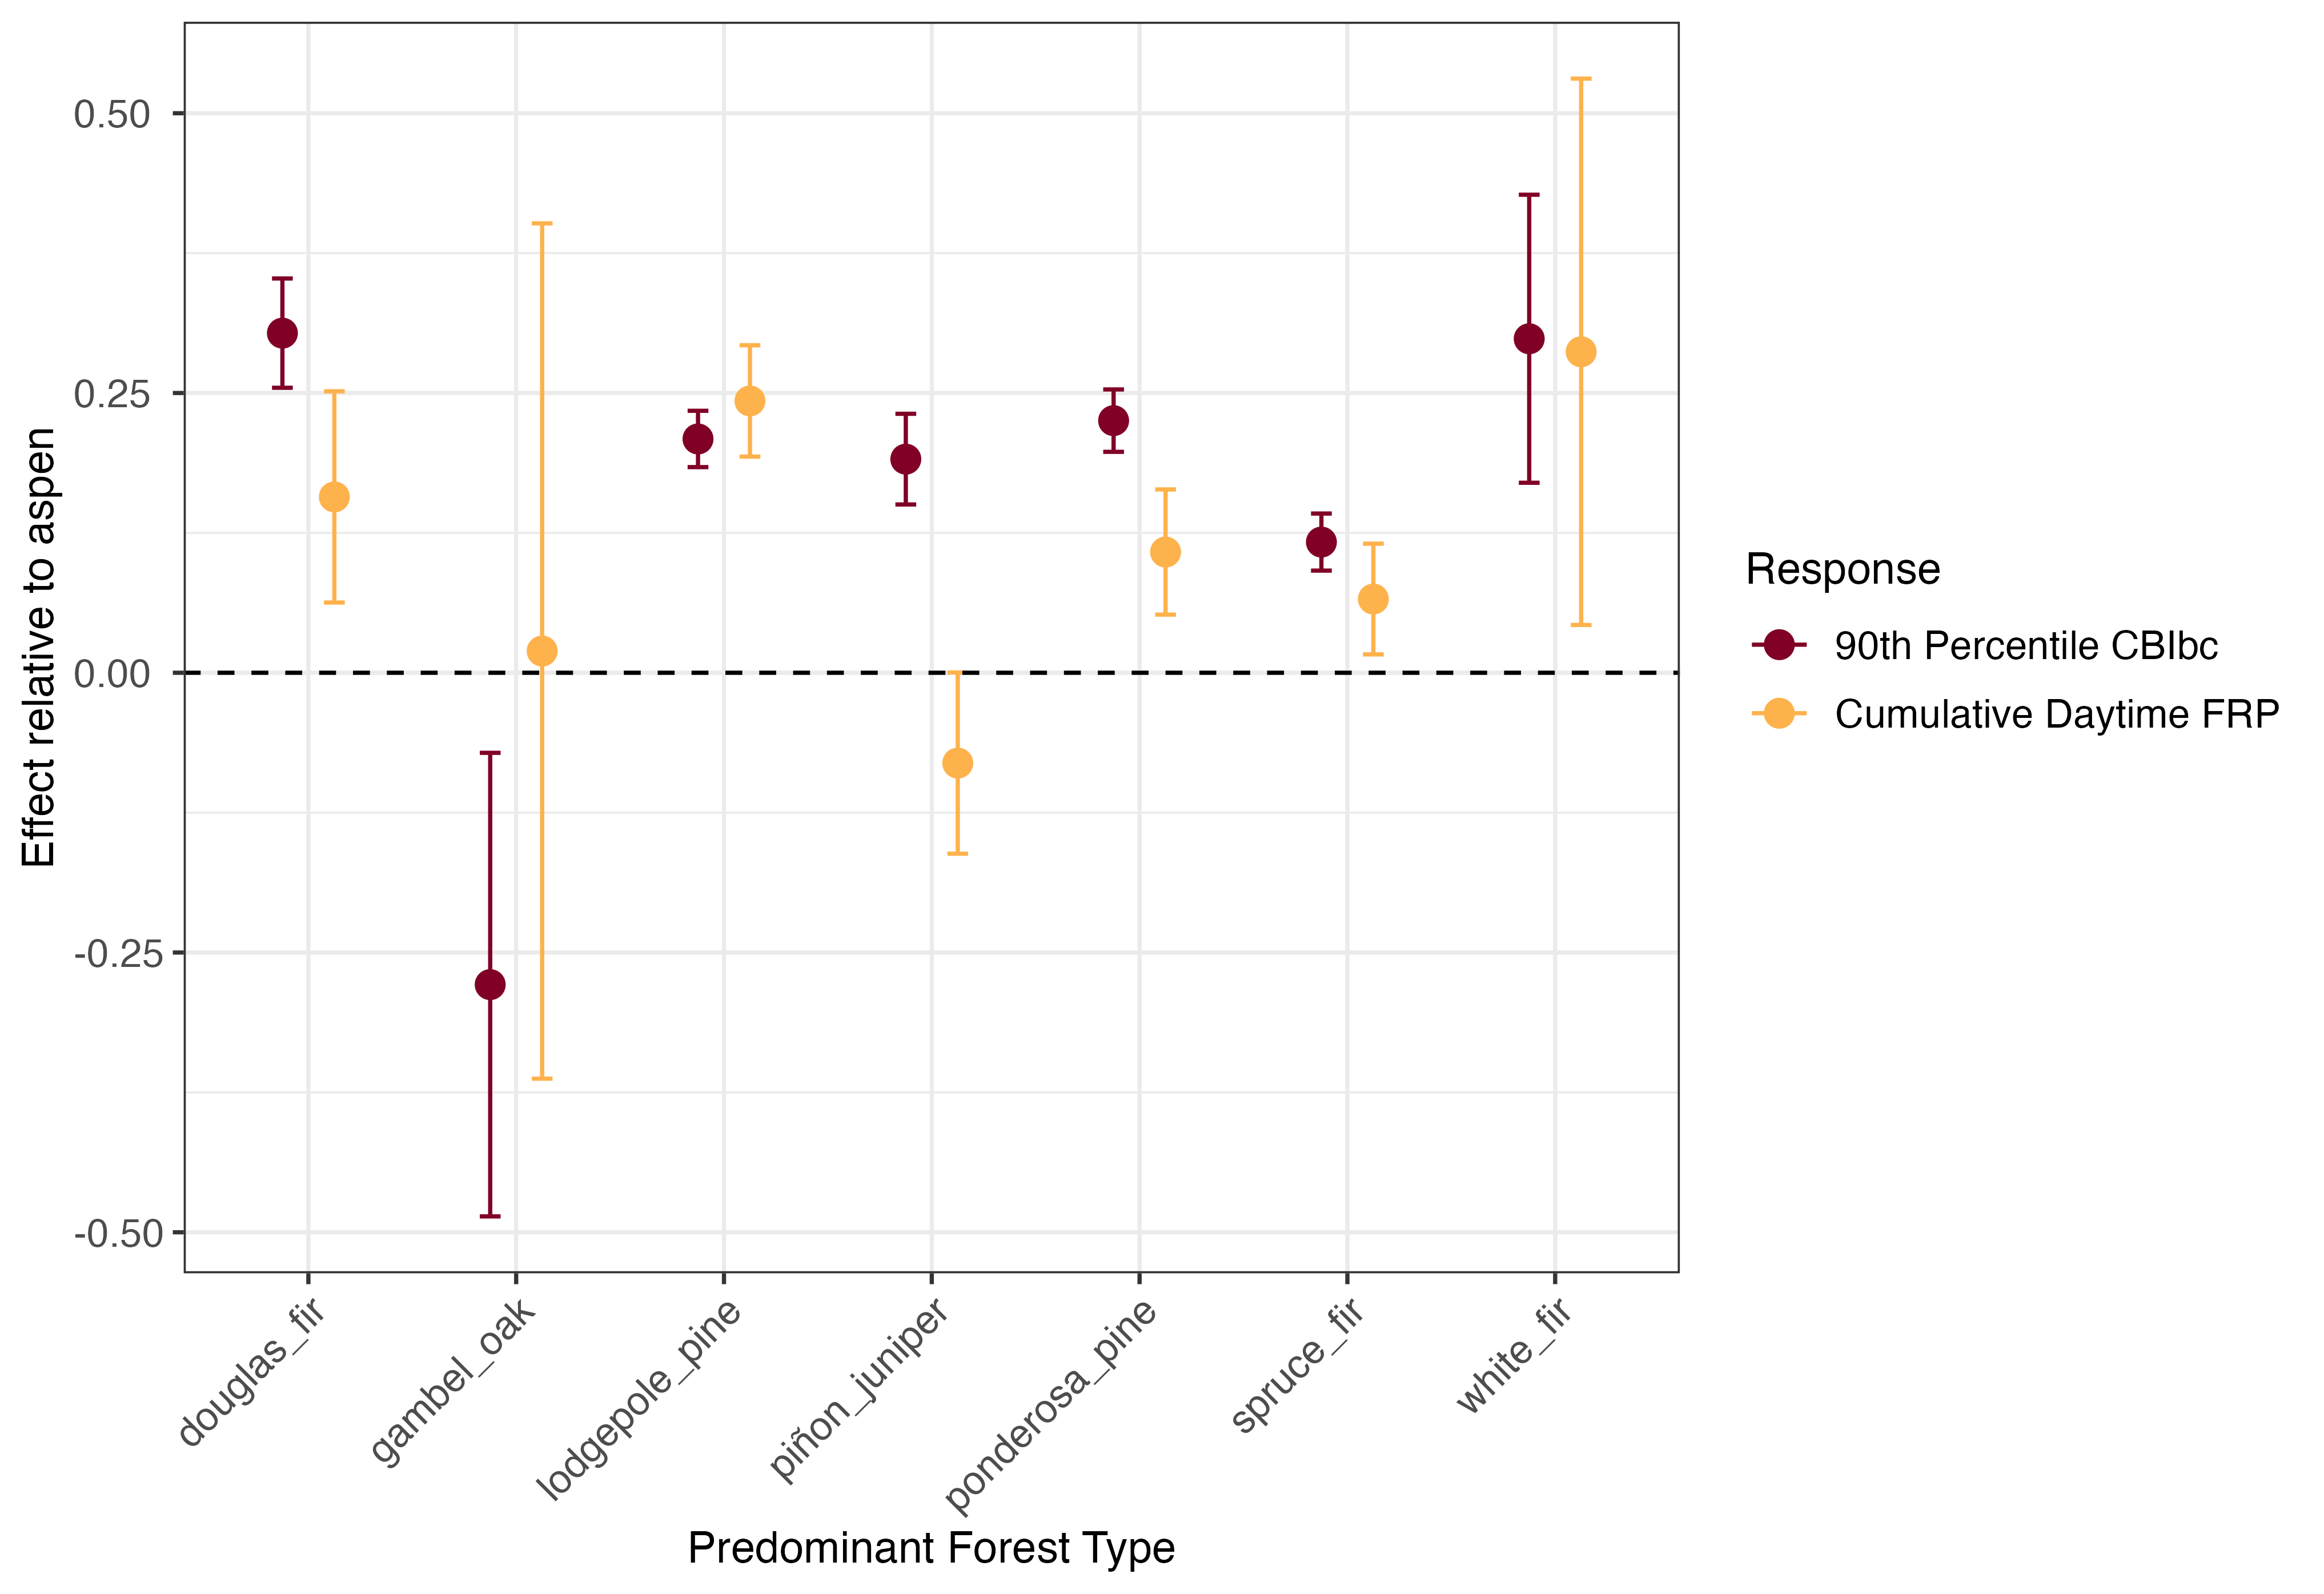 Effect relative to aspen
0.50
0.25
0.00
-0.25
-0.50
douglas_fir
gambel_oak
lodgepole_pine
piñon_juniper
ponderosa_pine
spruce_fir
white_fir
Predominant Forest Type
Response
90th Percentile CBIbc
Cumulative Daytime FRP